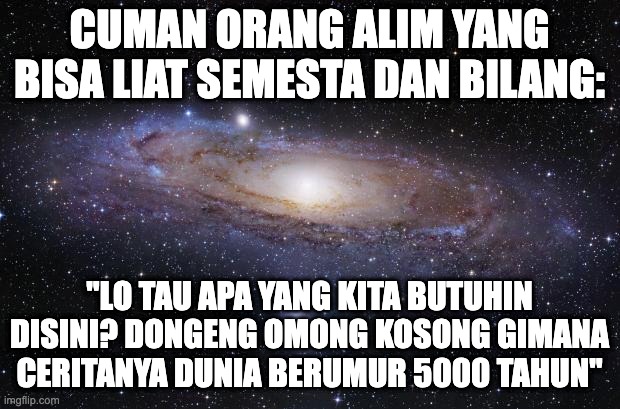 CUMAN ORANG ALIM YANG
BISA LIAT SEMESTA DAN BILANG:
"LO TAU APA YANG KITA BUTUHIN
DISINI? DONGENG OMONG KOSONG GIMANA
CERITANYA DUNIA BERUMUR 5000 TAHUN"
imgflip.com